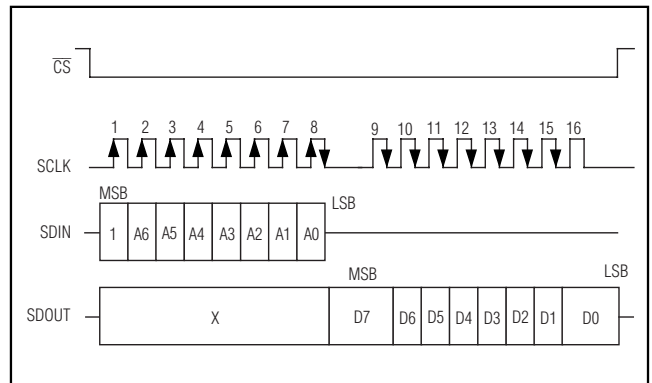 CS
1 2 3 4 5 6 7 8 9 10 11 12 13 14 15 16
SCLK
MSB
LSB
SDIN 1 A6 A5 A4 A3 A2 A1 A0
MSB LSB
SDOUT X D7 D6 D5 D4 D3 D2 D1 D0